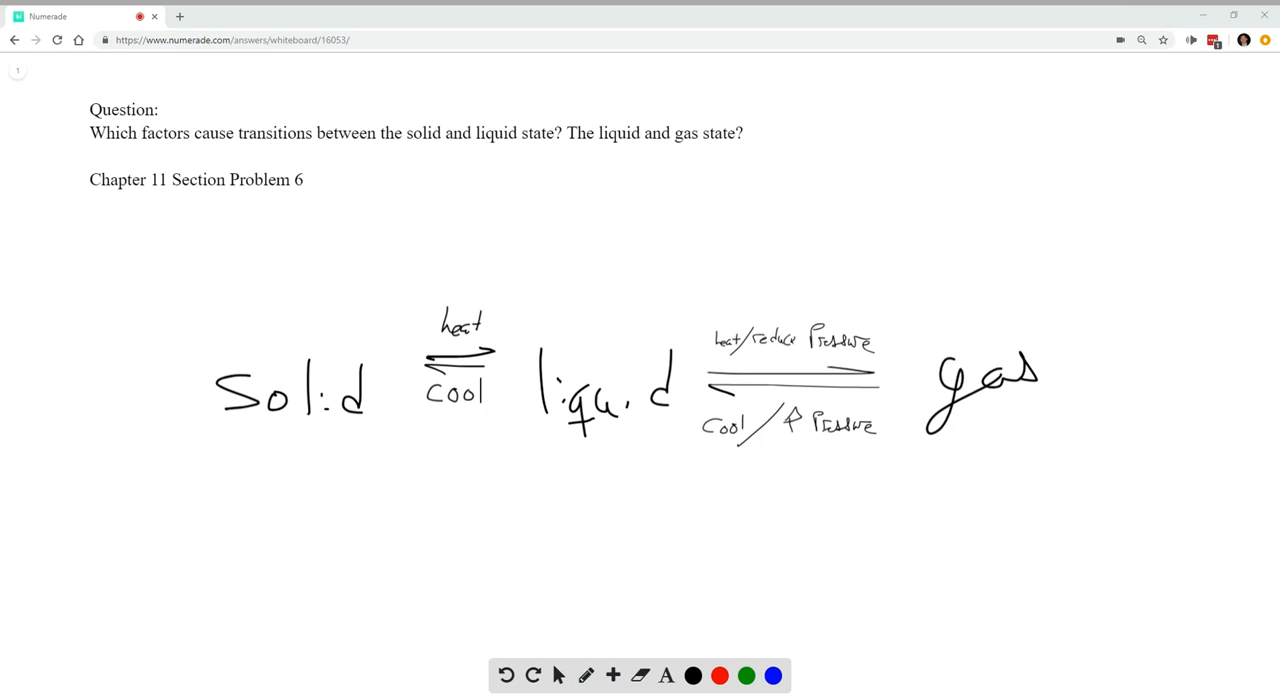 Numerade
https://www.numerade.com/answers/whiteboard/16053/
1
1
Question:
Which factors cause transitions between the solid and liquid state? The liquid and gas state?
Chapter 11 Section Problem 6
heat
heat/reduce Pressure
Solid
liquid
gas
cool
cool/↑ Pressure
A